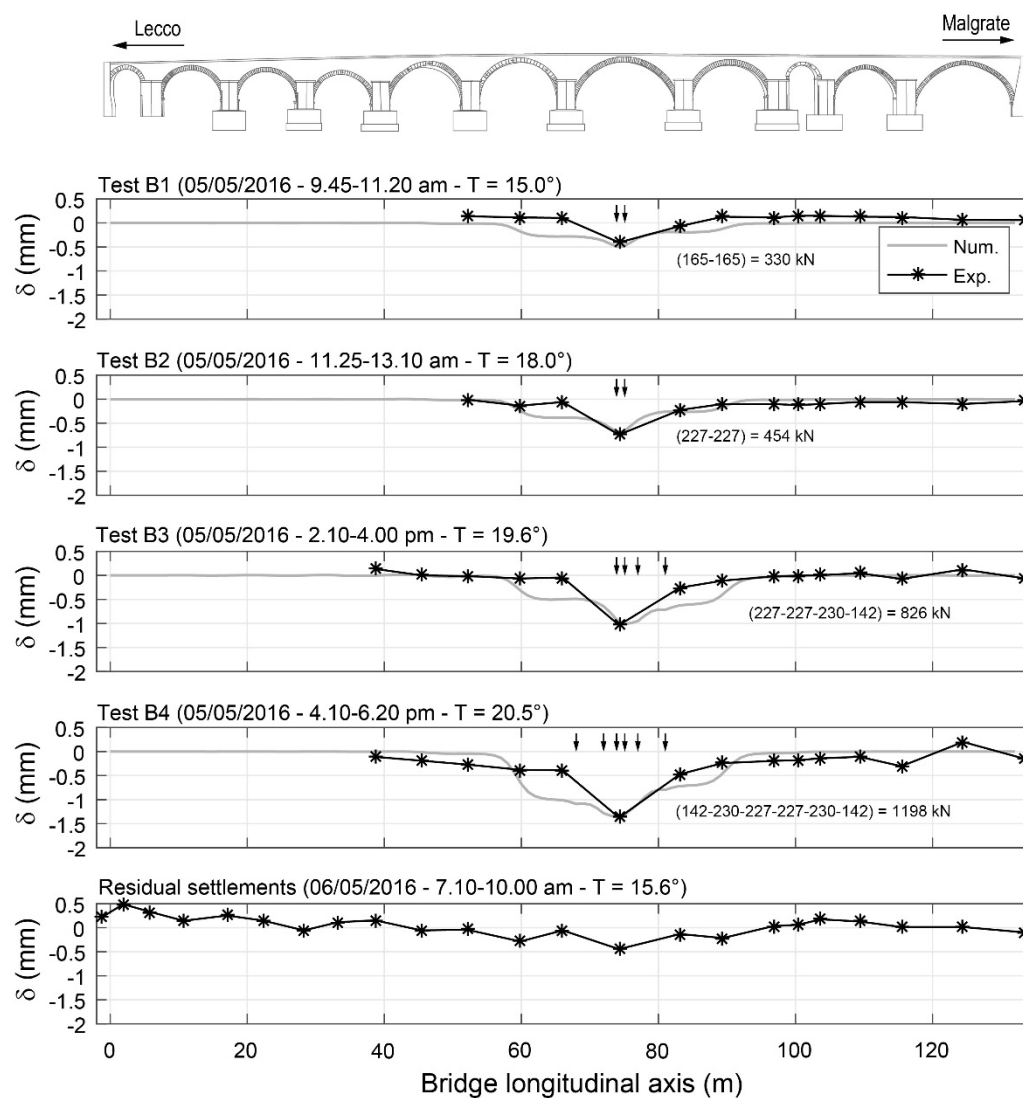 Lecco
Malgrate
Test B1 (05/05/2016 - 9.45-11.20 am - T = 15.0°)
0.5
0
-0.5
-1
-1.5
-2
δ (mm)
(165-165) = 330 kN
Num.
Exp.
Test B2 (05/05/2016 - 11.25-13.10 am - T = 18.0°)
0.5
0
-0.5
-1
-1.5
-2
δ (mm)
(227-227) = 454 kN
Test B3 (05/05/2016 - 2.10-4.00 pm - T = 19.6°)
0.5
0
-0.5
-1
-1.5
-2
δ (mm)
(227-227-230-142) = 826 kN
Test B4 (05/05/2016 - 4.10-6.20 pm - T = 20.5°)
0.5
0
-0.5
-1
-1.5
-2
δ (mm)
(142-230-227-227-230-142) = 1198 kN
Residual settlements (06/05/2016 - 7.10-10.00 am - T = 15.6°)
0.5
0
-0.5
-1
-1.5
-2
δ (mm)
0 20 40 60 80 100 120
Bridge longitudinal axis (m)